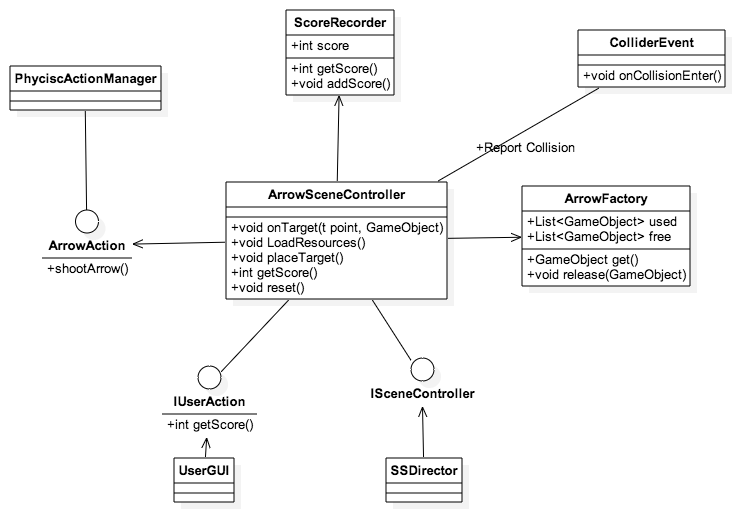 ScoreRecorder
+int score
+int getScore()
+void addScore()
ColliderEvent
+void onCollisionEnter()
PhyciscActionManager
+Report Collision
ArrowSceneController
+void onTarget(t point, GameObject)
+void LoadResources()
+void placeTarget()
+int getScore()
+void reset()
ArrowFactory
+List<GameObject> used
+List<GameObject> free
+GameObject get()
+void release(GameObject)
ArrowAction
+shootArrow()
IUserAction
+int getScore()
ISceneController
UserGUI
SSDirector